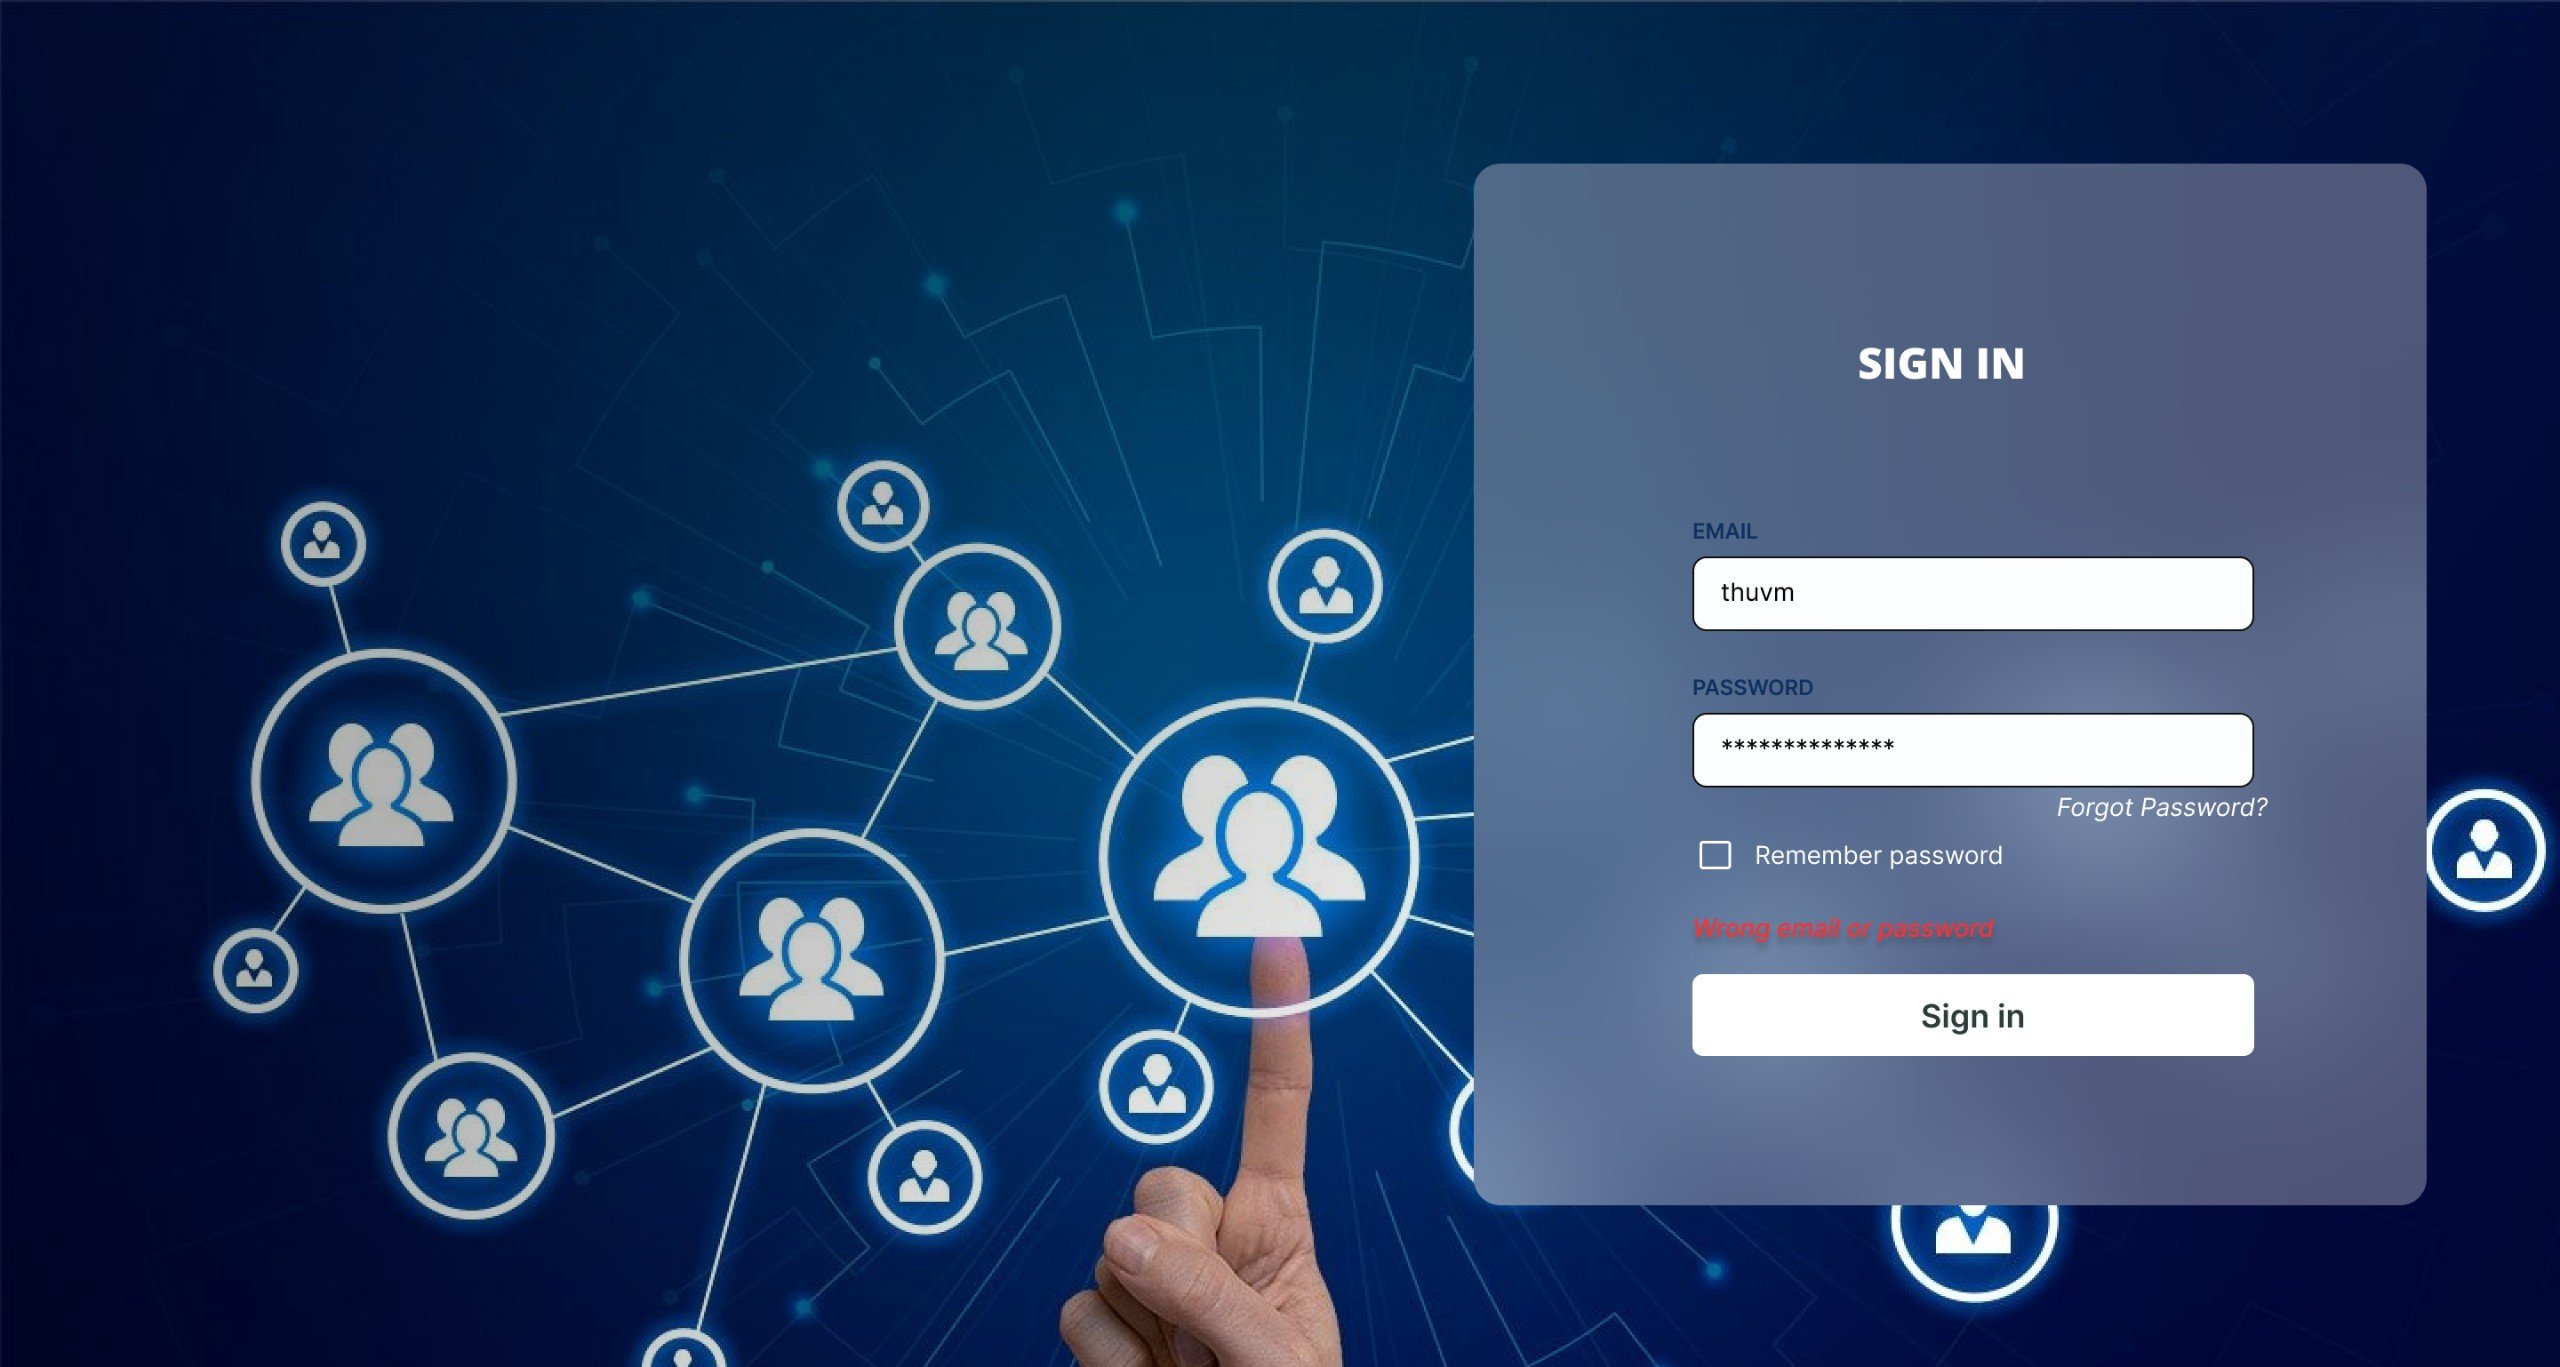 SIGN IN
EMAIL
thuvm
PASSWORD
**************
Forgot Password?
Remember password
Wrong email or password
Sign in